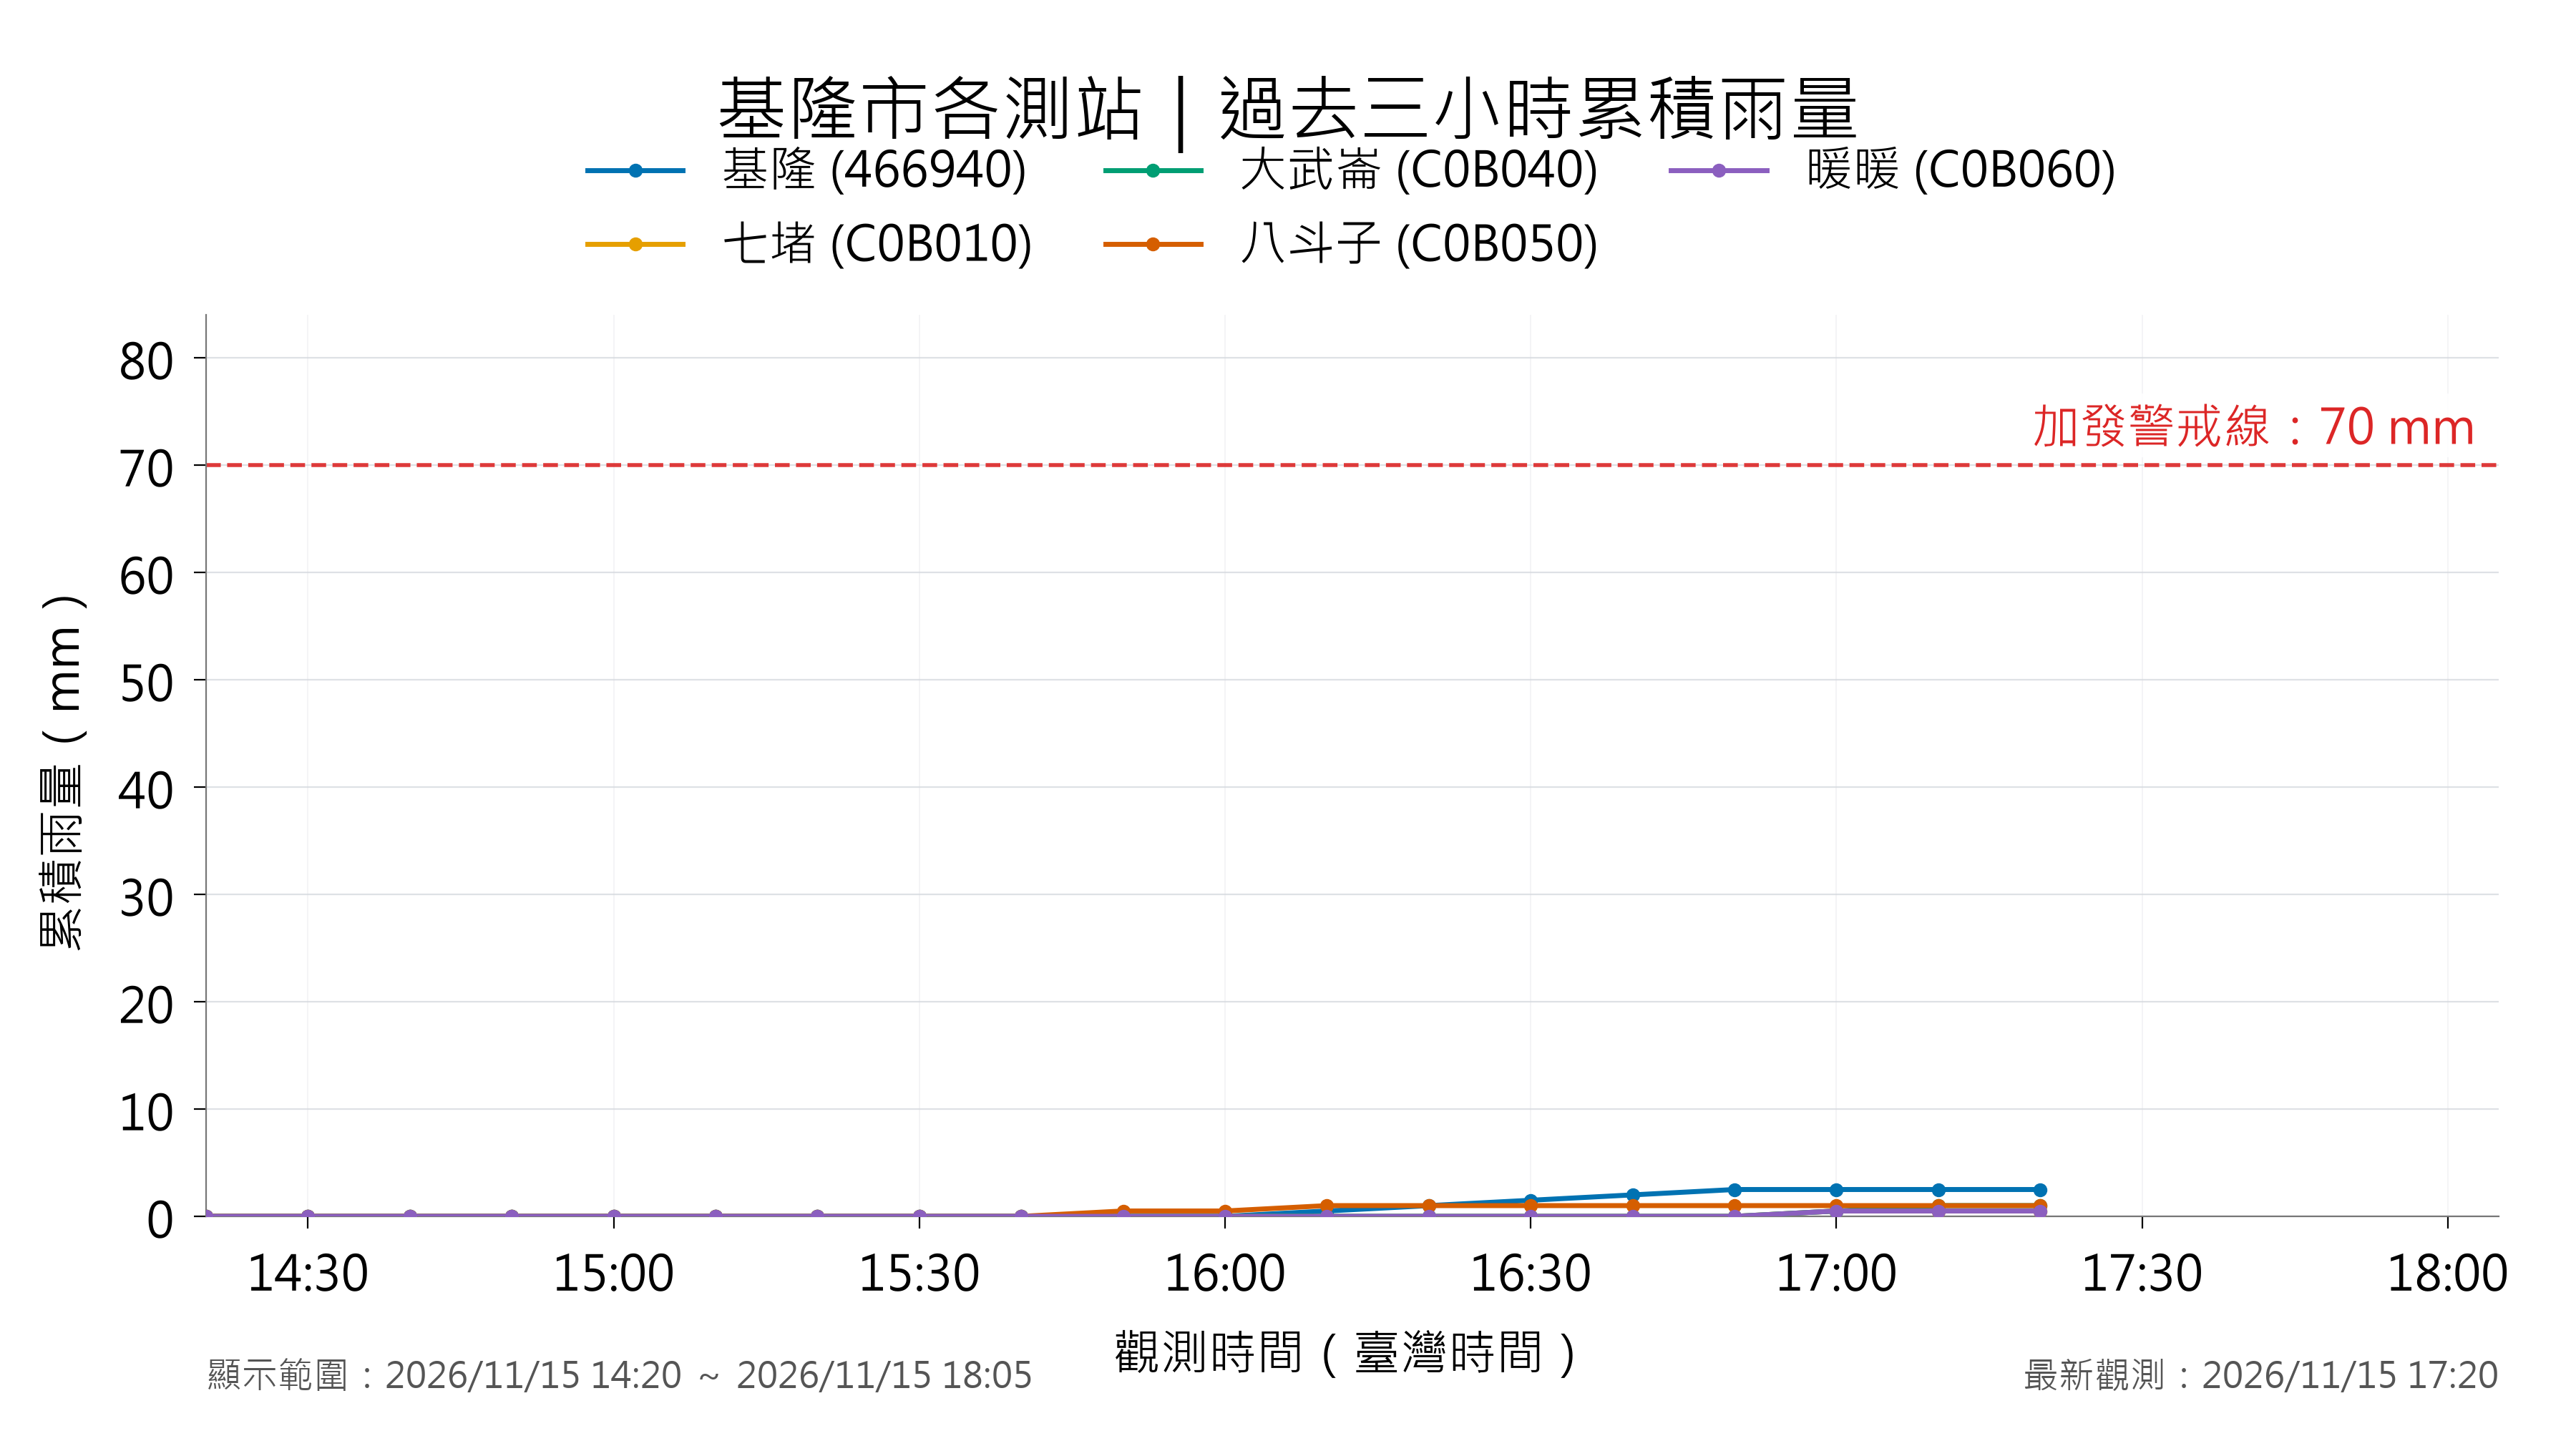 基隆市各測站｜過去三小時累積雨量
基隆 (466940)
大武崙 (C0B040)
暖暖 (C0B060)
七堵 (C0B010)
八斗子 (C0B050)
80
加發警戒線：70 mm
70
60
50
40
30
20
10
0
累積雨量（mm）
14:30
15:00
15:30
16:00
16:30
17:00
17:30
18:00
觀測時間（臺灣時間）
顯示範圍：2026/11/15 14:20 ~ 2026/11/15 18:05
最新觀測：2026/11/15 17:20